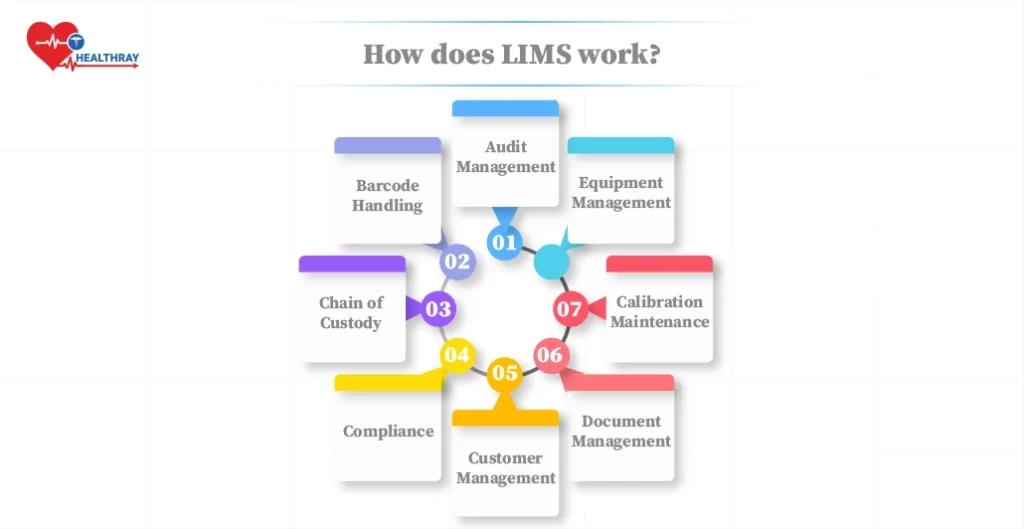 HEALTHRAY
How does LIMS work?
Audit
Management
01
Barcode
Handling
02
Chain of
Custody
03
Compliance
04
Customer
Management
05
Document
Management
06
Calibration
Maintenance
07
Equipment
Management